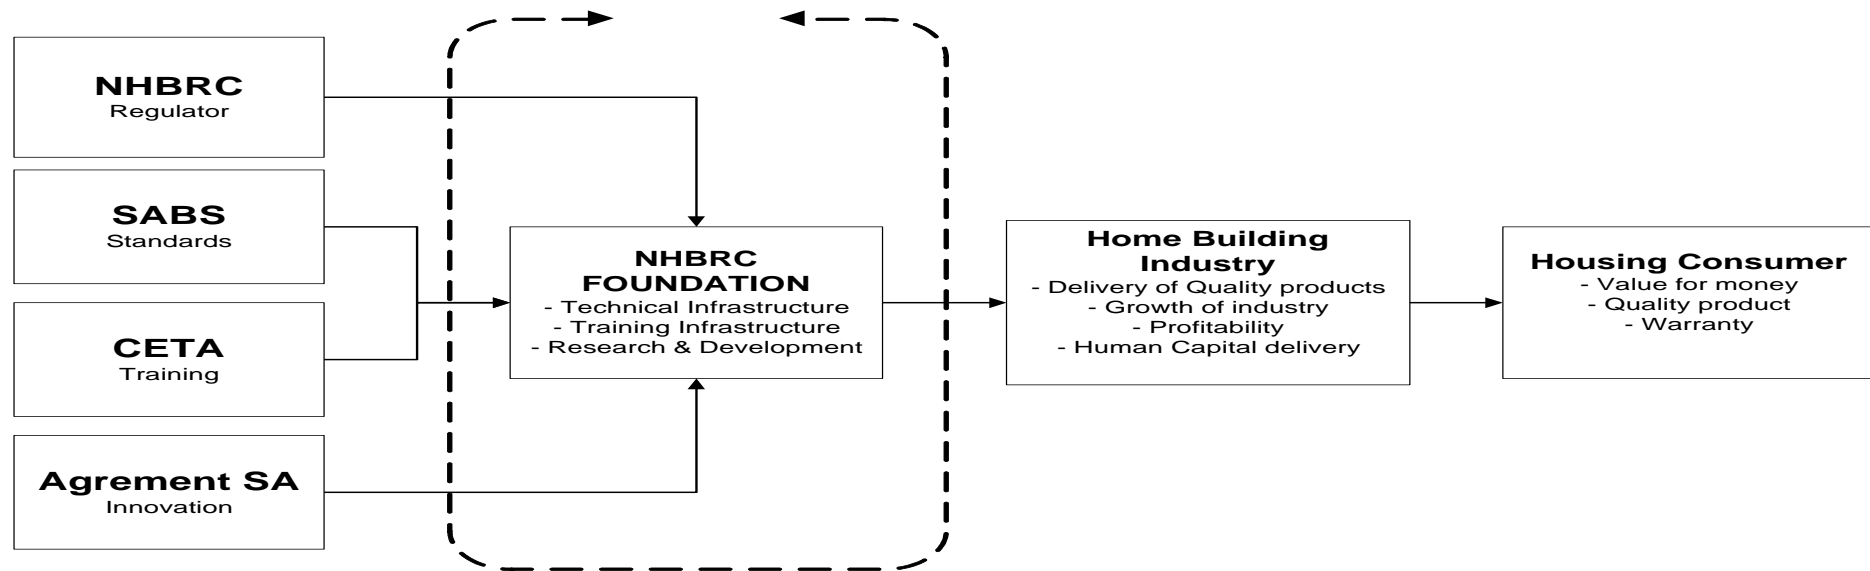 NHBRC
Regulator
SABS
Standards
CETA
Training
Agrement SA
Innovation
NHBRC
FOUNDATION
- Technical Infrastructure
- Training Infrastructure
- Research & Development
Home Building
Industry
- Delivery of Quality products
- Growth of industry
- Profitability
- Human Capital delivery
Housing Consumer
- Value for money
- Quality product
- Warranty